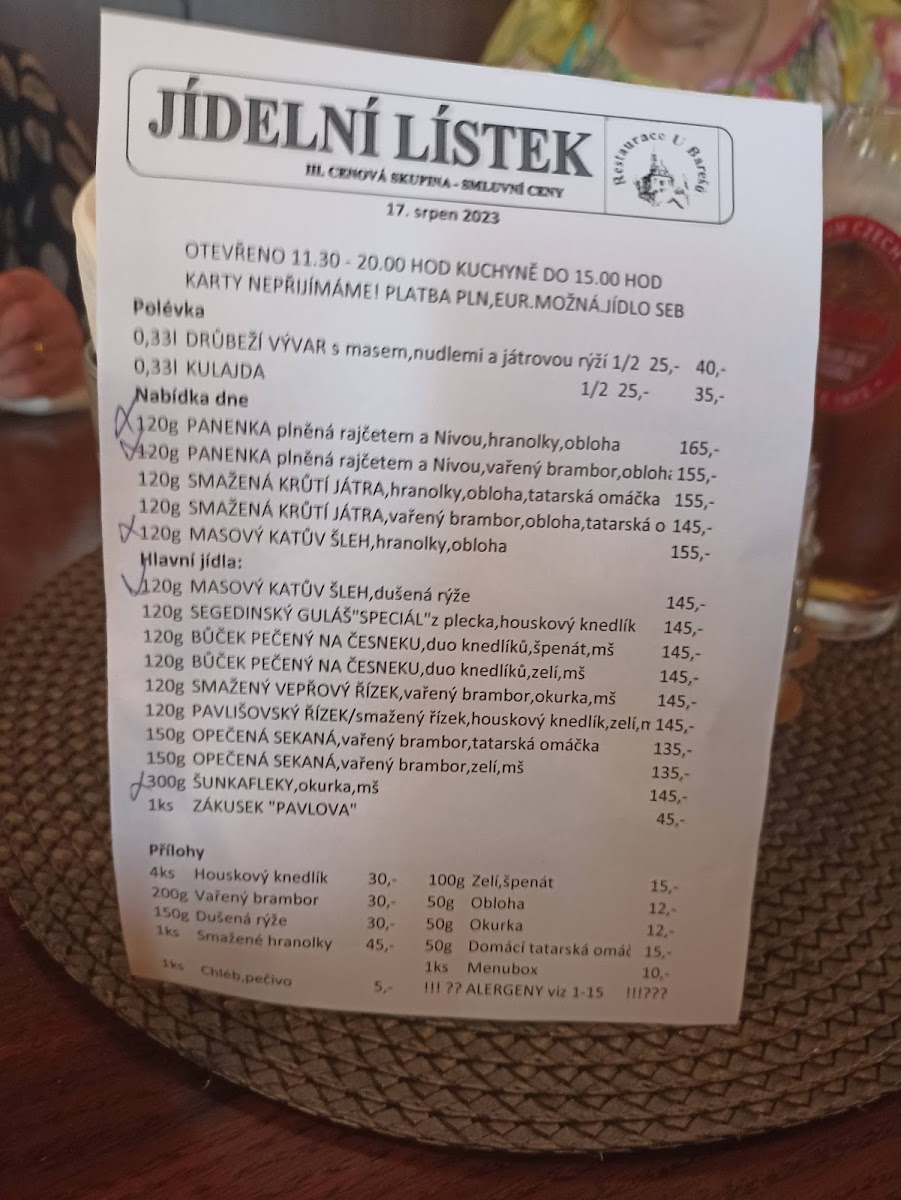 JÍDELNÍ LÍSTEK
III. CENOVÁ SKUPINA - SMLUVNÍ CENY
Restaurace U Barešů
17. srpen 2023
OTEVŘENO 11.30 - 20.00 HOD KUCHYNĚ DO 15.00 HOD
KARTY NEPŘIJÍMÁME! PLATBA PLN,EUR.MOŽNÁ.JÍDLO SEB
Polévka
0,33l DRŮBEŽÍ VÝVAR s masem,nudlemi a játrovou rýží 1/2 25,- 40,-
0,33l KULAJDA 1/2 25,- 35,-
Nabídka dne
120g PANENKA plněná rajčetem a Nivou,hranolky,obloha 165,-
120g PANENKA plněná rajčetem a Nivou,vařený brambor,obloha 155,-
120g SMAŽENÁ KRŮTÍ JÁTRA,hranolky,obloha,tatarská omáčka 155,-
120g SMAŽENÁ KRŮTÍ JÁTRA,vařený brambor,obloha,tatarská o 145,-
120g MASOVÝ KATŮV ŠLEH,hranolky,obloha 155,-
Hlavní jídla:
120g MASOVÝ KATŮV ŠLEH,dušená rýže 145,-
120g SEGEDINSKÝ GULÁŠ"SPECIÁL"z plecka,houskový knedlík 145,-
120g BŮČEK PEČENÝ NA ČESNEKU,duo knedlíků,špenát,mš 145,-
120g BŮČEK PEČENÝ NA ČESNEKU,duo knedlíků,zelí,mš 145,-
120g SMAŽENÝ VEPŘOVÝ ŘÍZEK,vařený brambor,okurka,mš 145,-
120g PAVLIŠOVSKÝ ŘÍZEK/smažený řízek,houskový knedlík,zelí,m 145,-
150g OPEČENÁ SEKANÁ,vařený brambor,tatarská omáčka 135,-
150g OPEČENÁ SEKANÁ,vařený brambor,zelí,mš 135,-
300g ŠUNKAFLEKY,okurka,mš 145,-
1ks ZÁKUSEK "PAVLOVA" 45,-
Přílohy
4ks Houskový knedlík 30,- 100g Zelí,špenát 15,-
200g Vařený brambor 30,- 50g Obloha 12,-
150g Dušená rýže 30,- 50g Okurka 12,-
1ks Smažené hranolky 45,- 50g Domácí tatarská omáč 15,-
1ks Menubox 10,-
1ks Chléb,pečivo 5,- !!! ?? ALERGENY viz 1-15 !!!???
CZECH